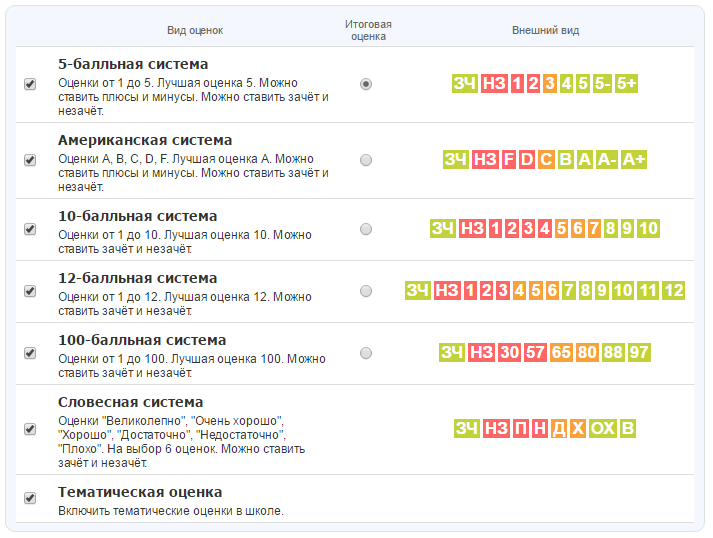 Вид оценок
Итоговая
оценка
Внешний вид
5-балльная система
Оценки от 1 до 5. Лучшая оценка 5. Можно
ставить плюсы и минусы. Можно ставить зачёт и
незачёт.
ЗЧ НЗ 1 2 3 4 5 5- 5+
Американская система
Оценки A, B, C, D, F. Лучшая оценка A. Можно
ставить плюсы и минусы. Можно ставить зачёт и
незачёт.
ЗЧ НЗ F D C B A A- A+
10-балльная система
Оценки от 1 до 10. Лучшая оценка 10. Можно
ставить зачёт и незачёт.
ЗЧ НЗ 1 2 3 4 5 6 7 8 9 10
12-балльная система
Оценки от 1 до 12. Лучшая оценка 12. Можно
ставить зачёт и незачёт.
ЗЧ НЗ 1 2 3 4 5 6 7 8 9 10 11 12
100-балльная система
Оценки от 1 до 100. Лучшая оценка 100. Можно
ставить зачёт и незачёт.
ЗЧ НЗ 30 57 65 80 88 97
Словесная система
Оценки "Великолепно", "Очень хорошо",
"Хорошо", "Достаточно", "Недостаточно",
"Плохо". На выбор 6 оценок. Можно ставить
зачёт и незачёт.
ЗЧ НЗ П Н Д Х ОХ В
Тематическая оценка
Включить тематические оценки в школе.